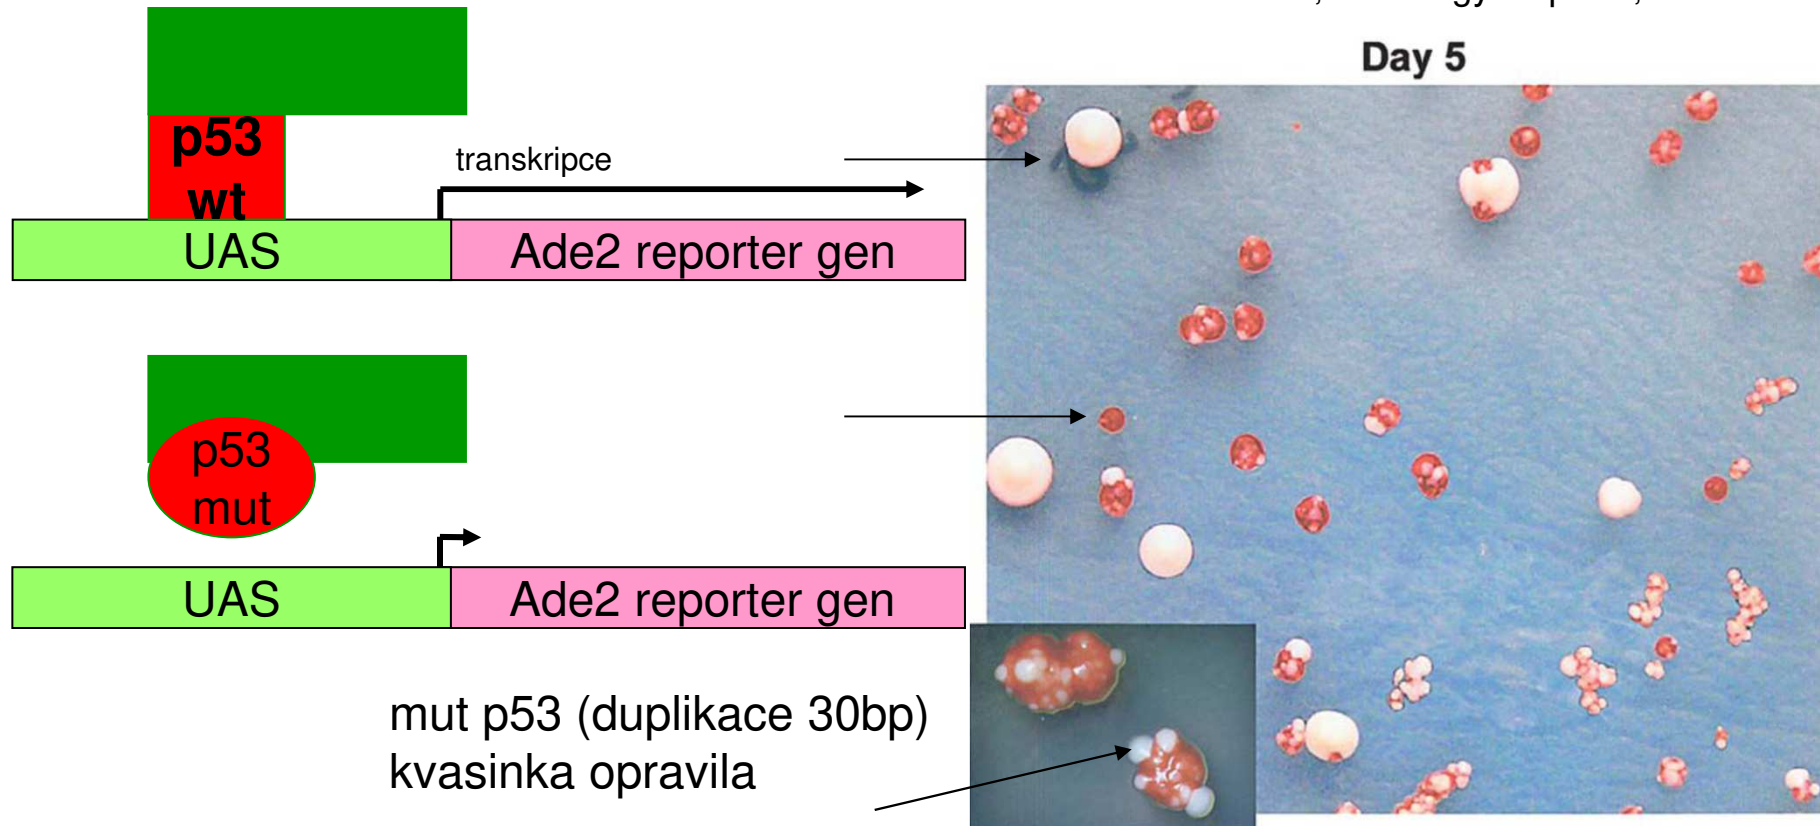 Day 5
p53
wt
transkripce
UAS
Ade2 reporter gen
p53
mut
UAS
Ade2 reporter gen
mut p53 (duplikace 30bp)
kvasinka opravila